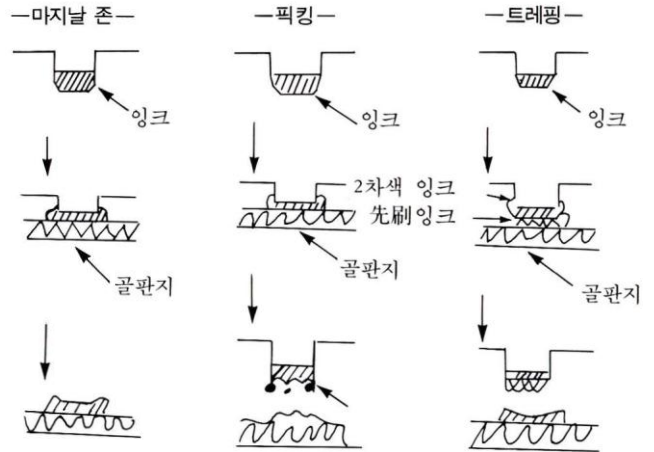 —마지날 존—
—픽킹—
—트레핑—
잉크
잉크
잉크
2차색 잉크
先刷잉크
골판지
골판지
골판지